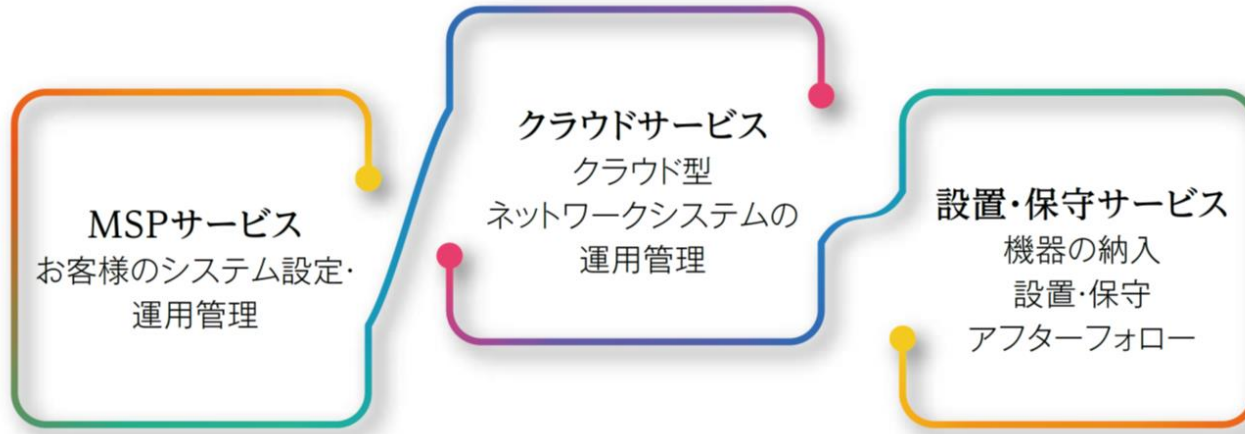 MSPサービス
お客様のシステム設定・
運用管理
クラウドサービス
クラウド型
ネットワークシステムの
運用管理
設置・保守サービス
機器の納入
設置・保守
アフターフォロー